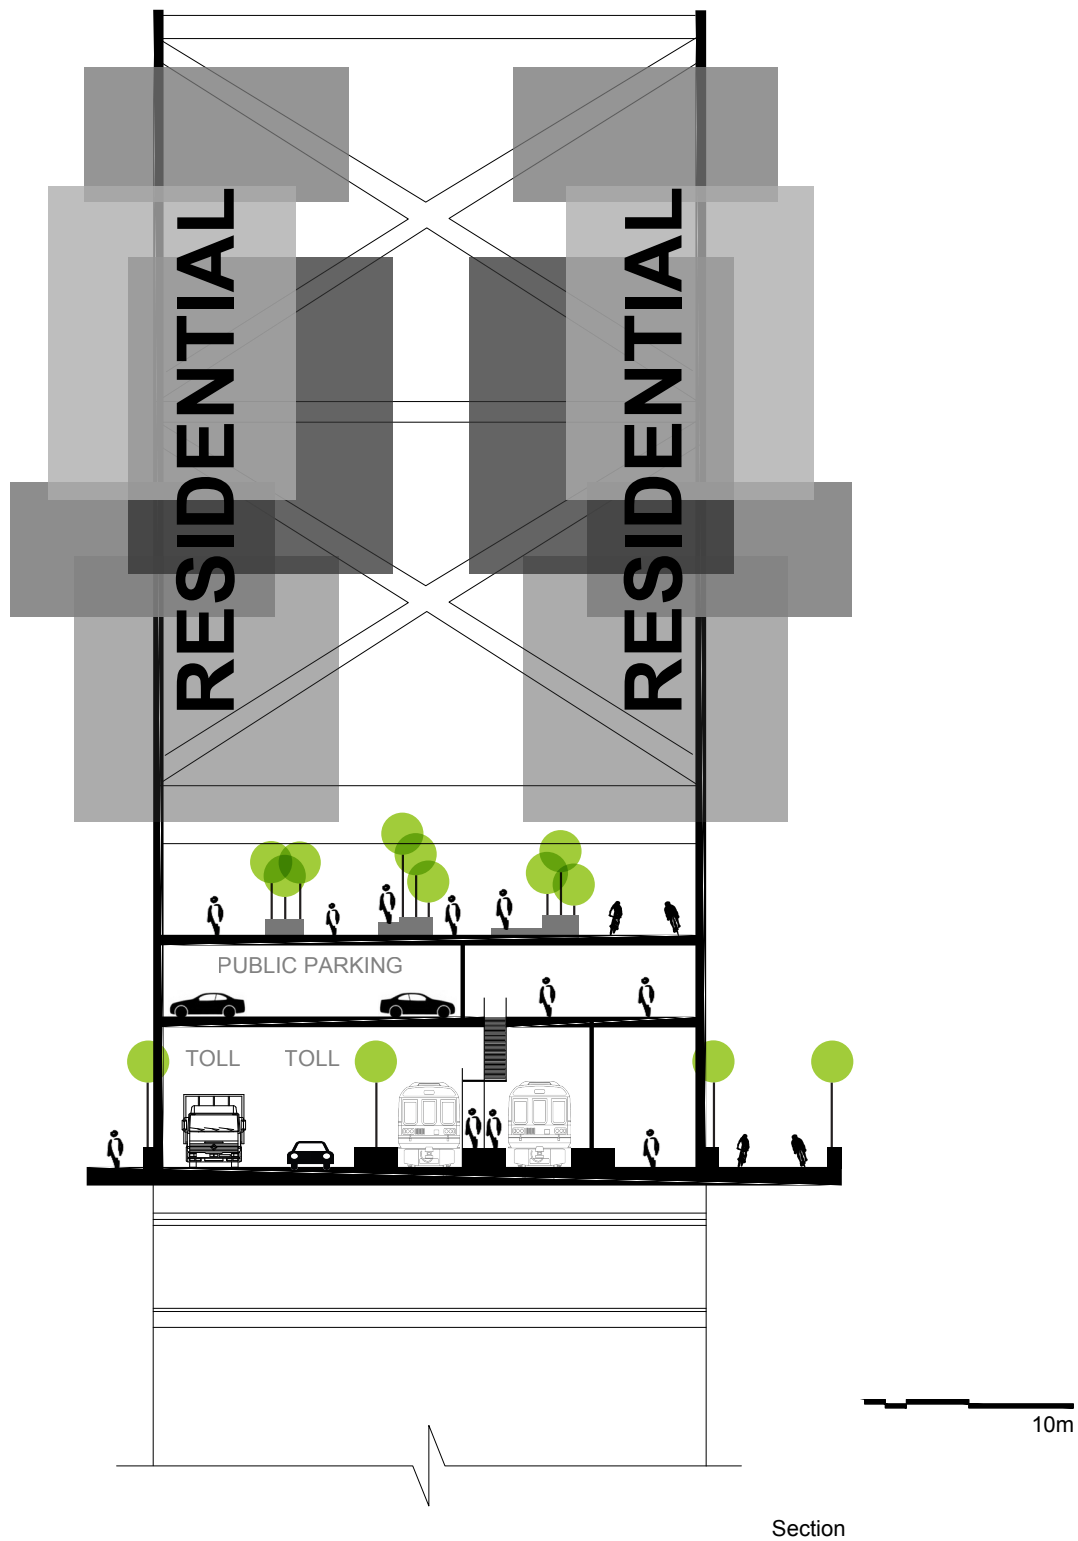 RESIDENTIAL
RESIDENTIAL
PUBLIC PARKING
TOLL TOLL
10m
Section